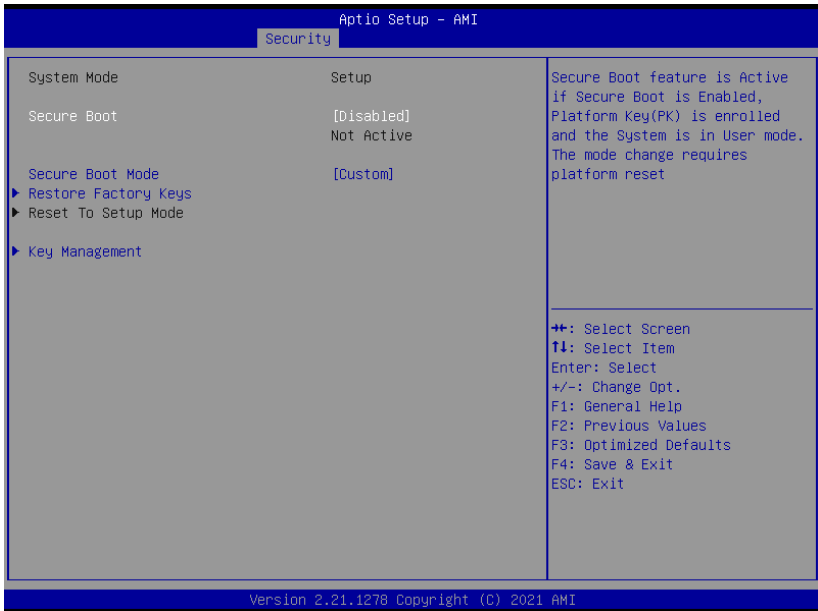 Aptio Setup – AMI
Security
System Mode Setup
Secure Boot [Disabled]
Not Active
Secure Boot Mode [Custom]
▶ Restore Factory Keys
▶ Reset To Setup Mode
▶ Key Management
Secure Boot feature is Active
if Secure Boot is Enabled,
Platform Key(PK) is enrolled
and the System is in User mode.
The mode change requires
platform reset
→←: Select Screen
↑↓: Select Item
Enter: Select
+/-: Change Opt.
F1: General Help
F2: Previous Values
F3: Optimized Defaults
F4: Save & Exit
ESC: Exit
Version 2.21.1278 Copyright (C) 2021 AMI